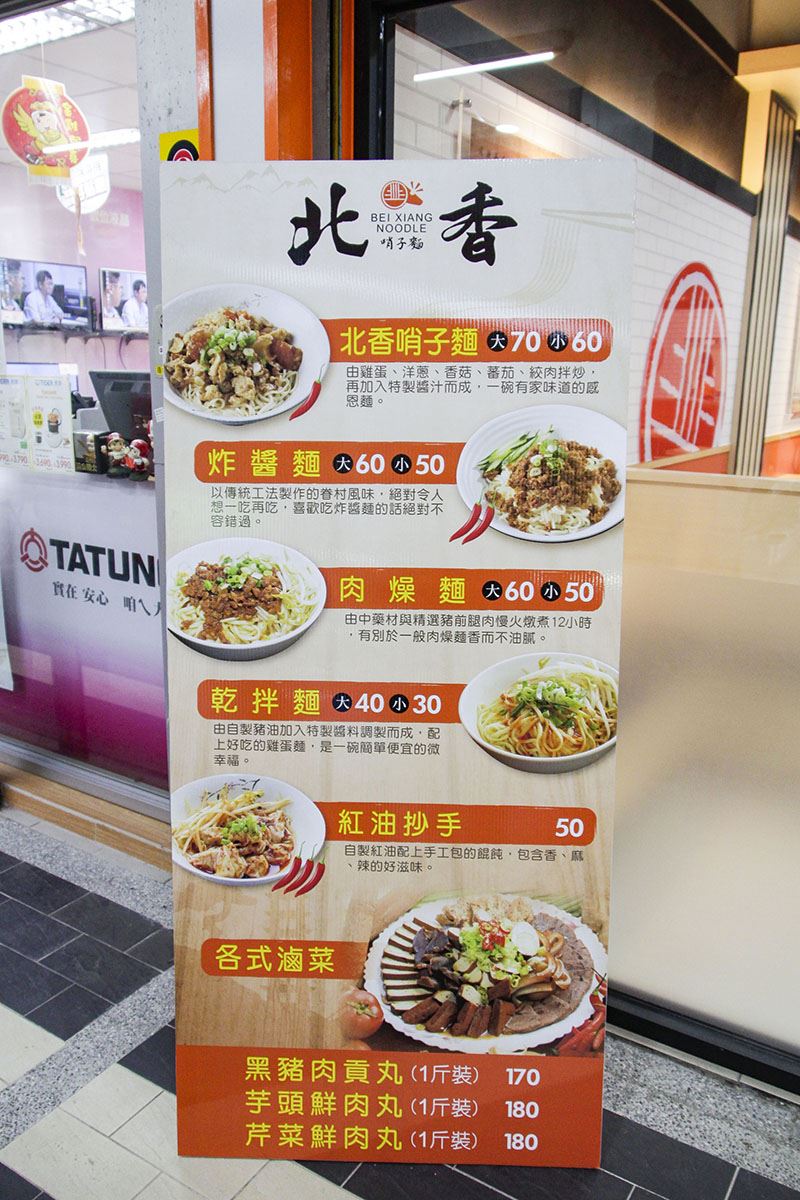 北香
BEI XIANG
NOODLE
哨子麵
北香哨子麵 大70 小60
由雞蛋、洋蔥、香菇、蕃茄、絞肉拌炒，
再加入特製醬汁而成，一碗有家味道的感
恩麵。
炸醬麵 大60 小50
以傳統工法製作的眷村風味，絕對令人
想一吃再吃，喜歡吃炸醬麵的話絕對不
容錯過。
肉燥麵 大60 小50
由中藥材與精選豬前腿肉慢火燉煮12小時
，有別於一般肉燥麵香而不油膩。
乾拌麵 大40 小30
由自製豬油加入特製醬料調製而成，配
上好吃的雞蛋麵，是一碗簡單便宜的微
幸福。
紅油抄手 50
自製紅油配上手工包的餛飩，包含香、麻
、辣的好滋味。
各式滷菜
黑豬肉貢丸(1斤裝) 170
芋頭鮮肉丸(1斤裝) 180
芹菜鮮肉丸(1斤裝) 180
TATUN
實在 安心 咱ㄟ